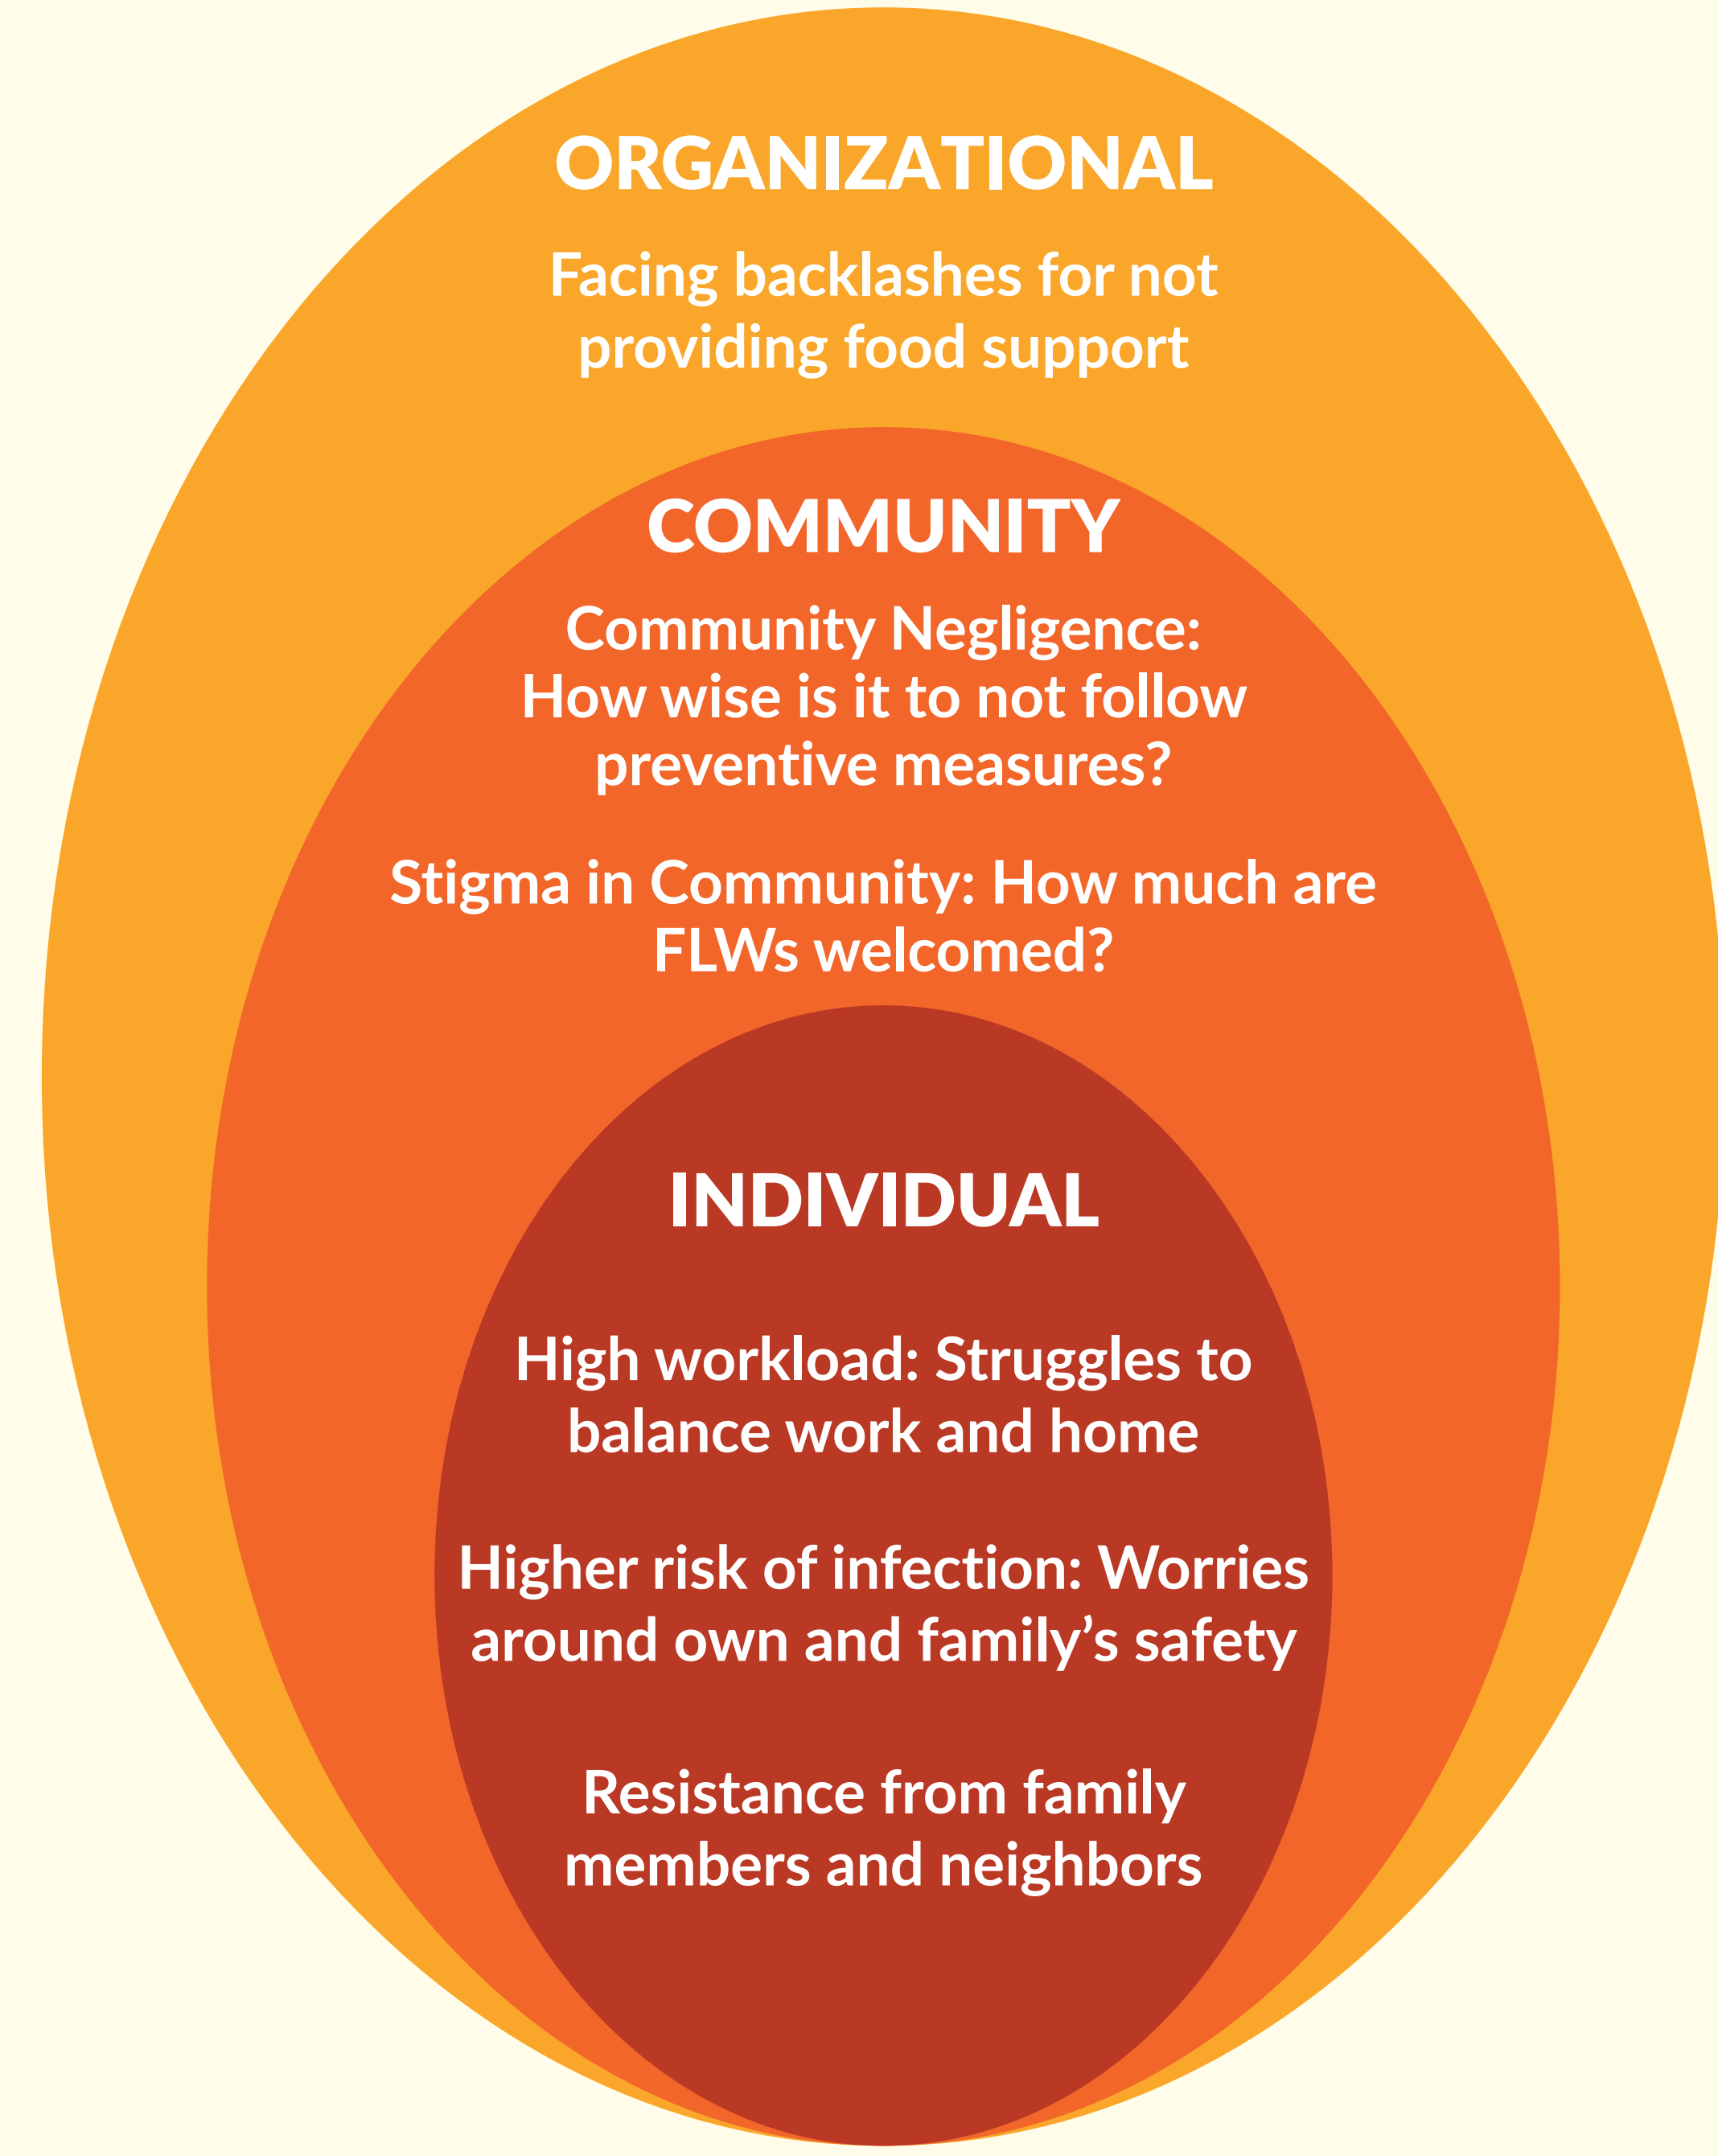 ORGANIZATIONAL
Facing backlashes for not
providing food support
COMMUNITY
Community Negligence:
How wise is it to not follow
preventive measures?
Stigma in Community: How much are
FLWs welcomed?
INDIVIDUAL
High workload: Struggles to
balance work and home
Higher risk of infection: Worries
around own and family’s safety
Resistance from family
members and neighbors